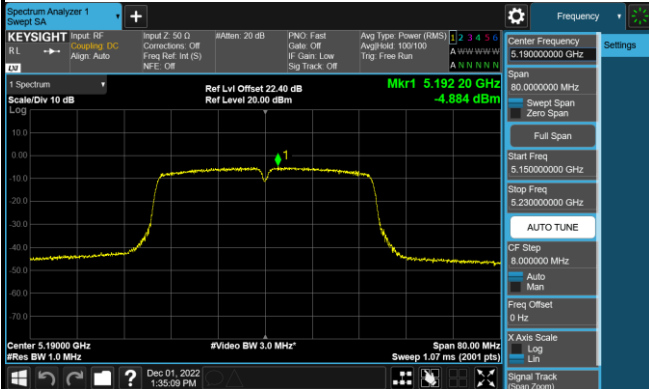 Spectrum Analyzer 1
Swept SA
Frequency
KEYSIGHT
RL
Input: RF
Coupling: DC
Align: Auto
Input Z: 50 Ω
Corrections: Off
Freq Ref: Int (S)
NFE: Off
#Atten: 20 dB
PNO: Fast
Gate: Off
IF Gain: Low
Sig Track: Off
Avg Type: Power (RMS)
Avg|Hold: 100/100
Trig: Free Run
1 2 3 4 5 6
A W W W W W
A N N N N N
LU
1 Spectrum
Scale/Div 10 dB
Log
Ref Lvl Offset 22.40 dB
Ref Level 20.00 dBm
Mkr1 5.192 20 GHz
-4.884 dBm
10.0
0.00
-10.0
-20.0
-30.0
-40.0
-50.0
-60.0
-70.0
1
Center 5.19000 GHz
#Res BW 1.0 MHz
#Video BW 3.0 MHz*
Span 80.00 MHz
Sweep 1.07 ms (2001 pts)
Dec 01, 2022
1:35:09 PM
Center Frequency
5.190000000 GHz
Settings
Span
80.0000000 MHz
Swept Span
Zero Span
Full Span
Start Freq
5.150000000 GHz
Stop Freq
5.230000000 GHz
AUTO TUNE
CF Step
8.000000 MHz
Auto
Man
Freq Offset
0 Hz
X Axis Scale
Log
Lin
Signal Track
(Span Zoom)